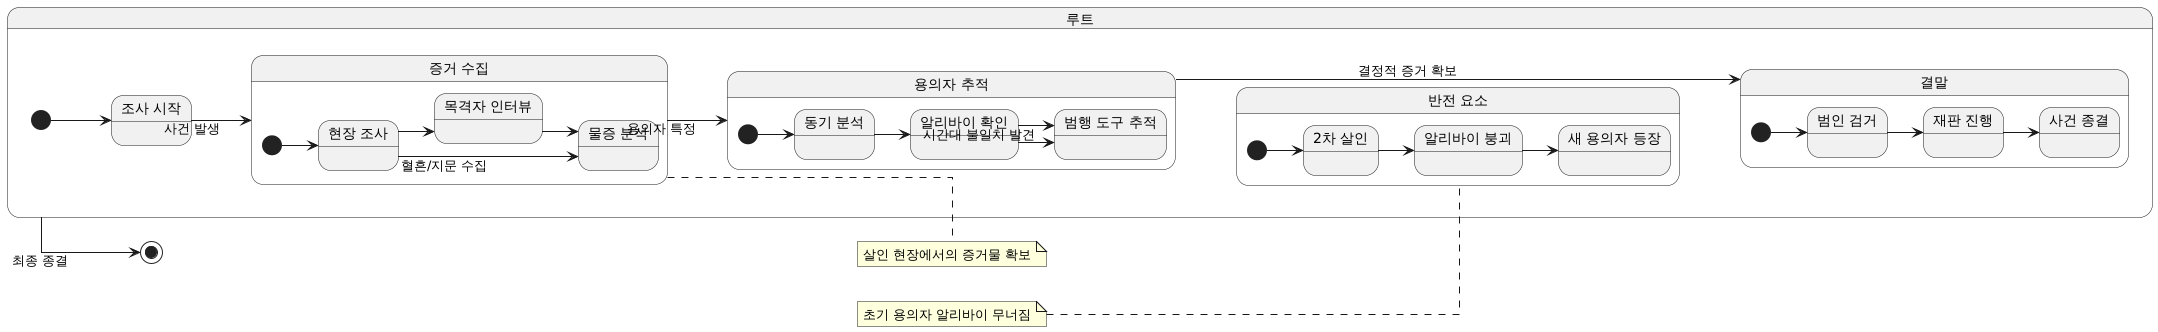 루트
조사 시작
사건 발생
증거 수집
현장 조사
목격자 인터뷰
물증 분석
혈흔/지문 수집
용의자 특정
용의자 추적
동기 분석
알리바이 확인
시간대 불일치 발견
범행 도구 추적
결정적 증거 확보
반전 요소
2차 살인
알리바이 붕괴
새 용의자 등장
결말
범인 검거
재판 진행
사건 종결
최종 종결
살인 현장에서의 증거물 확보
초기 용의자 알리바이 무너짐